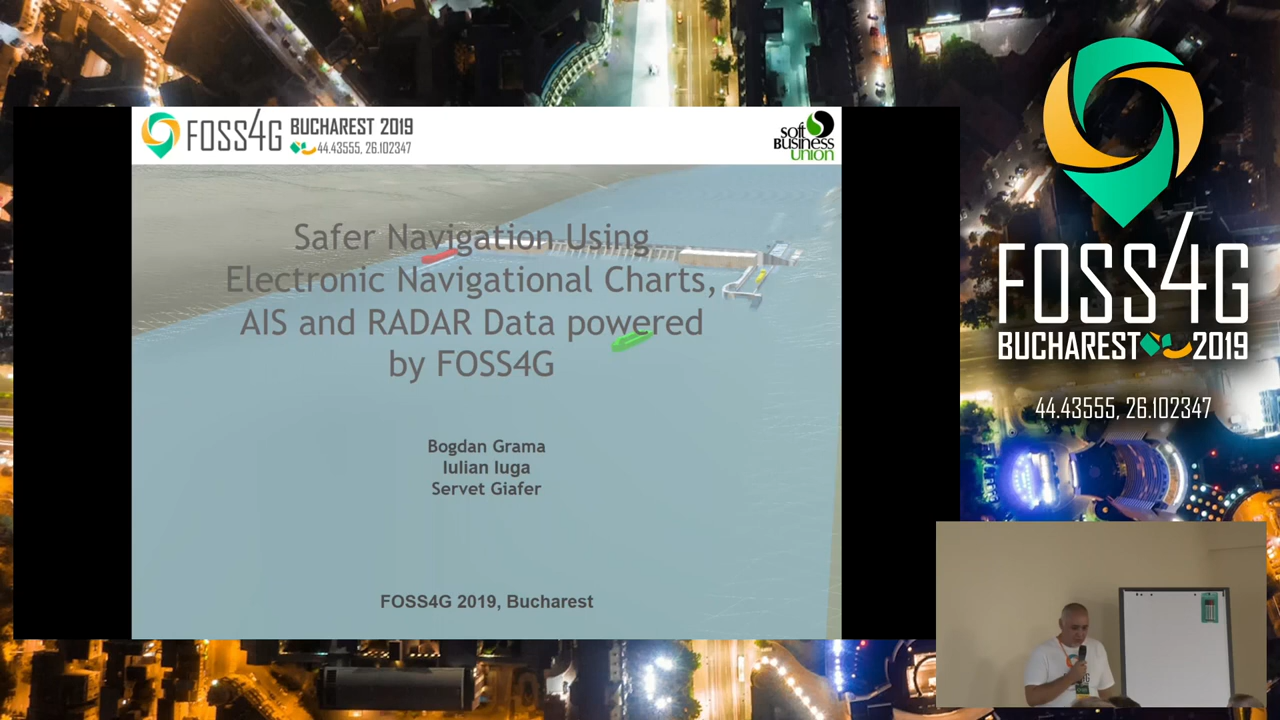 FOSS4G BUCHAREST 2019
44.43555, 26.102347
soft
Business
Union
Safer Navigation Using
Electronic Navigational Charts,
AIS and RADAR Data powered
by FOSS4G
Bogdan Grama
Iulian Iuga
Servet Giafer
FOSS4G 2019, Bucharest
FOSS4G
BUCHAREST 2019
44.43555, 26.102347